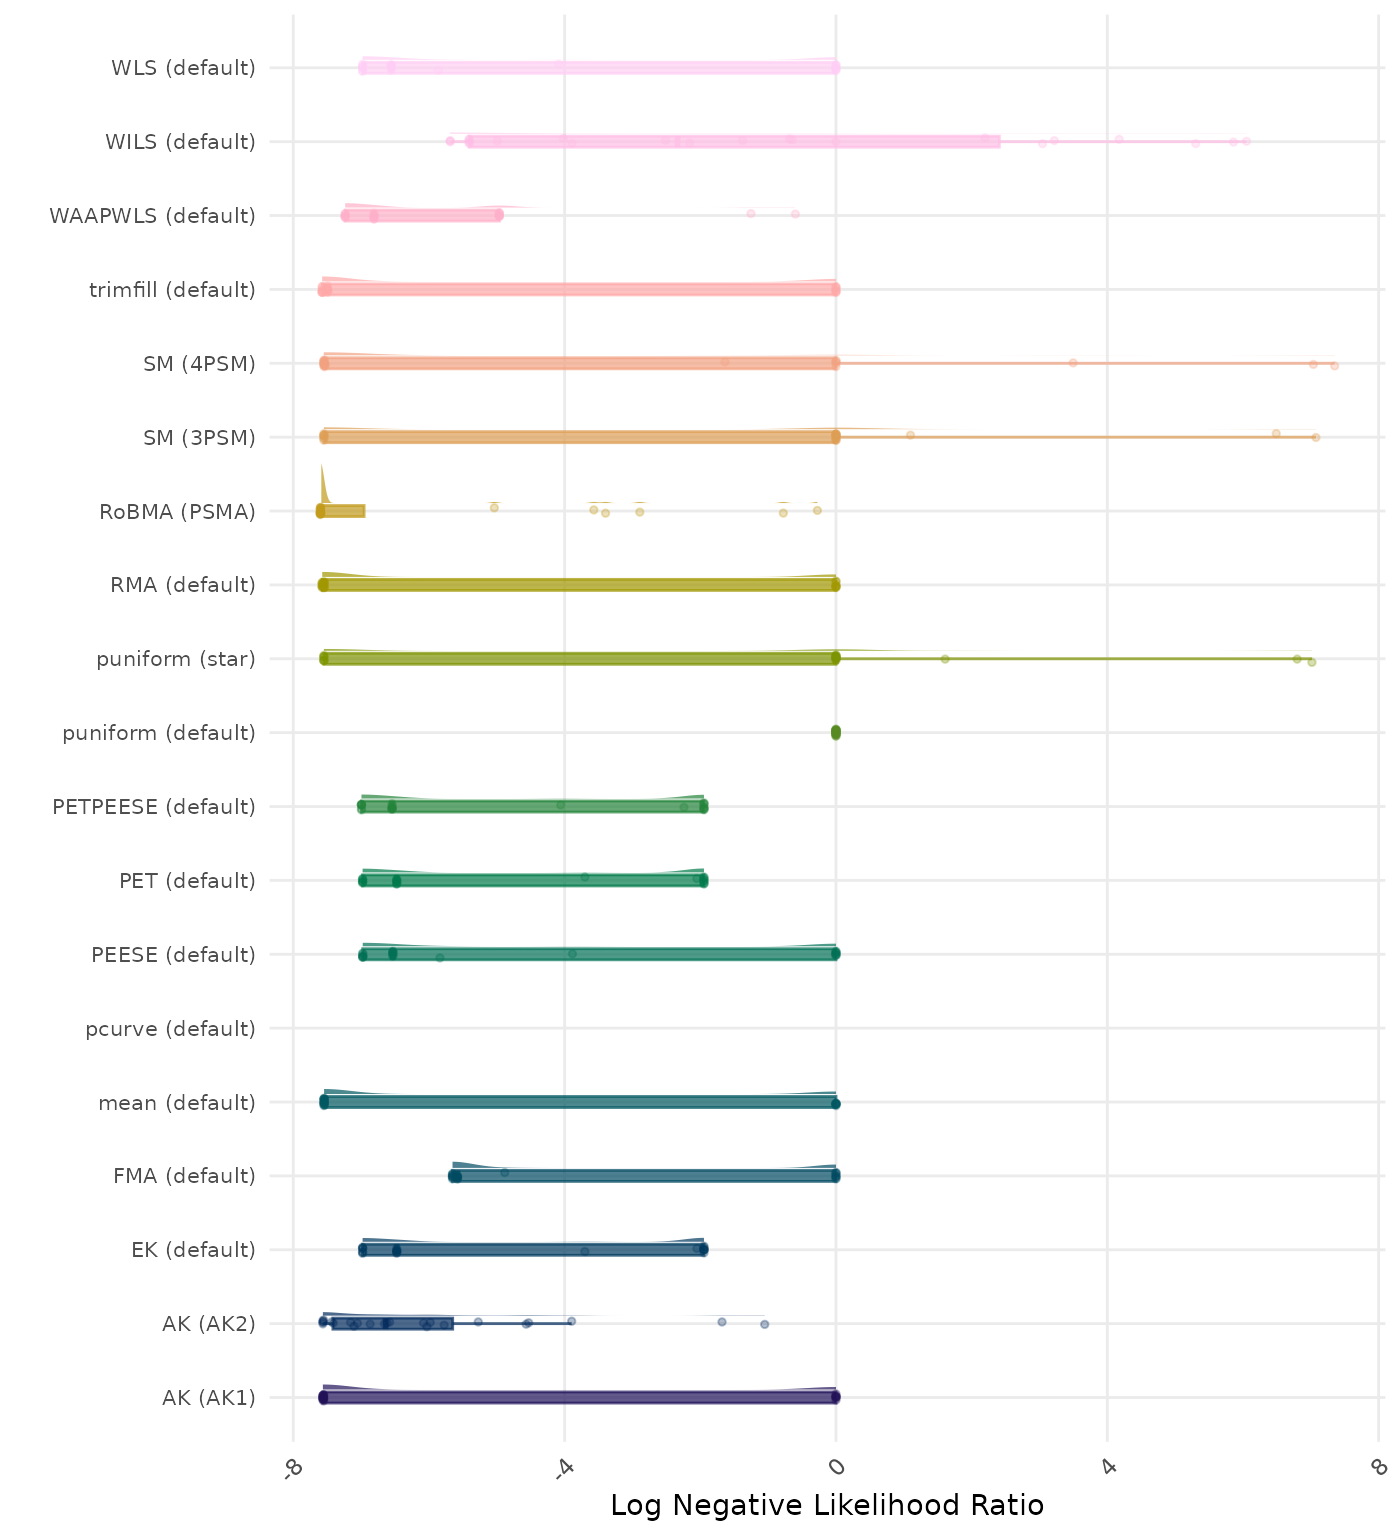 WLS (default)
WILS (default)
WAAPWLS (default)
trimfill (default)
SM (4PSM)
SM (3PSM)
RoBMA (PSMA)
RMA (default)
puniform (star)
puniform (default)
PETPEESE (default)
PET (default)
PEESE (default)
pcurve (default)
mean (default)
FMA (default)
EK (default)
AK (AK2)
AK (AK1)
-8 -4 0 4 8
Log Negative Likelihood Ratio